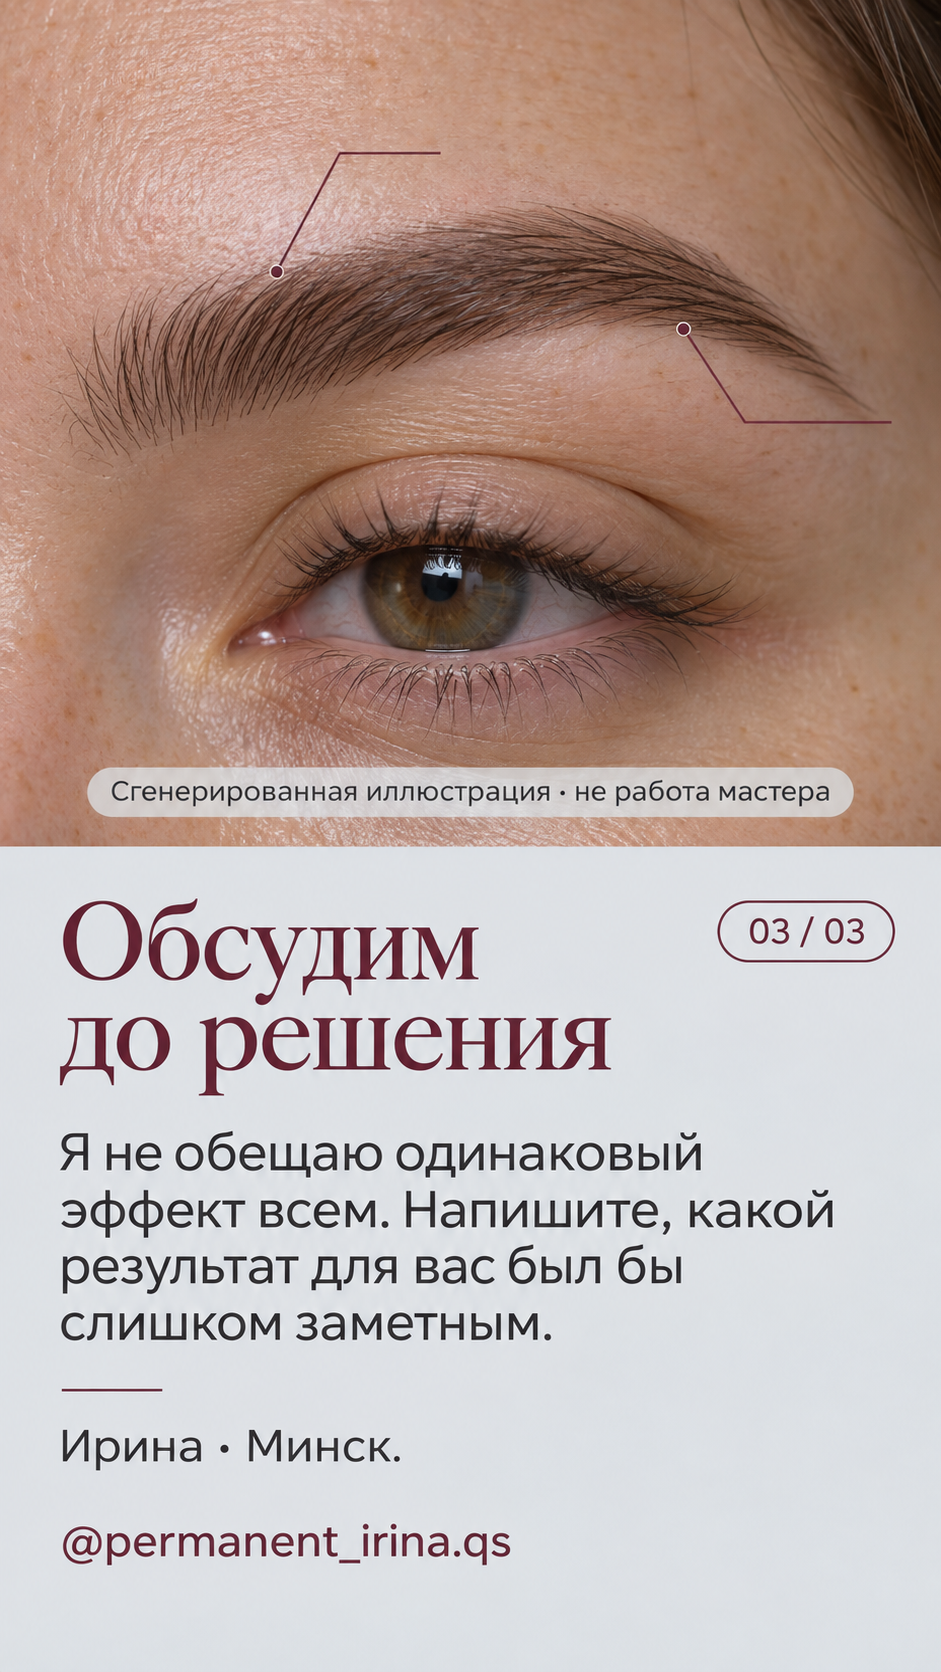 Сгенерированная иллюстрация • не работа мастера
Обсудим
до решения
03 / 03
Я не обещаю одинаковый
эффект всем. Напишите, какой
результат для вас был бы
слишком заметным.
Ирина • Минск.
@permanent_irina.qs